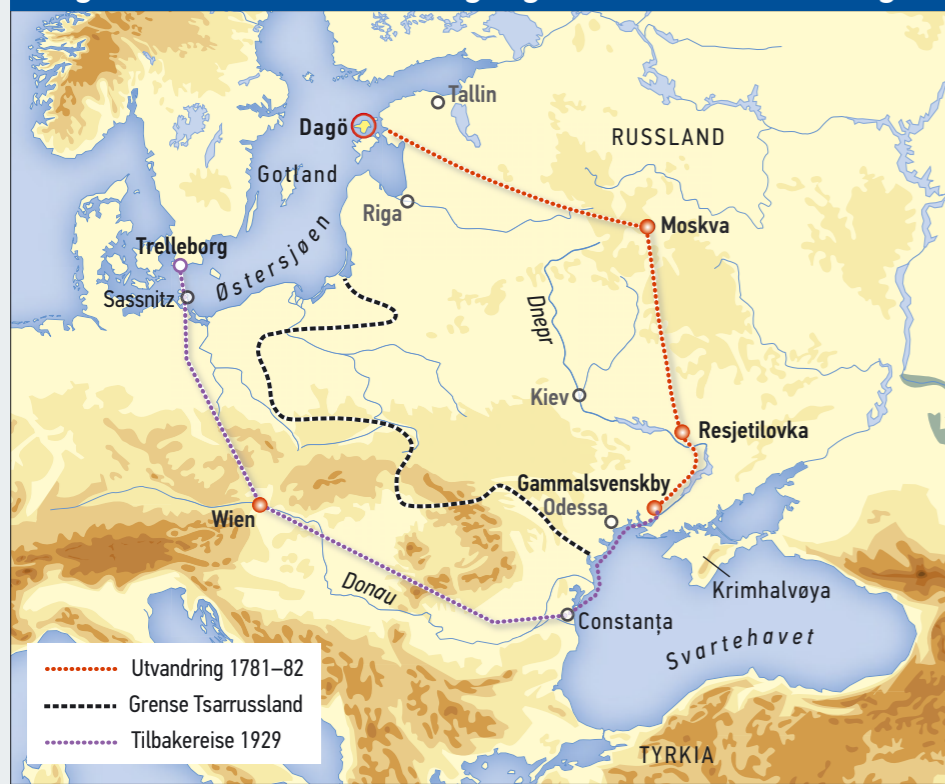 Tallin
Dagö
RUSSLAND
Gotland
Riga
Moskva
Trelleborg
Østersjøen
Sassnitz
Dnepr
Kiev
Resjetilovka
Gammalsvenskby
Odessa
Wien
Donau
Krimhalvøya
Constanța
Svartehavet
Utvandring 1781–82
Grense Tsarrussland
Tilbakereise 1929
TYRKIA